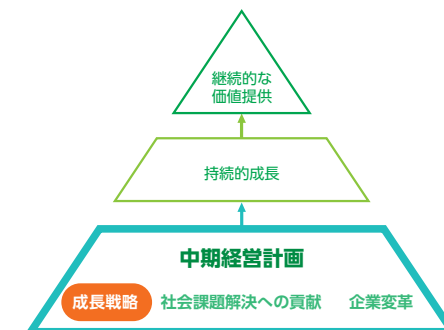 継続的な
価値提供
持続的成長
中期経営計画
成長戦略 社会課題解決への貢献 企業変革